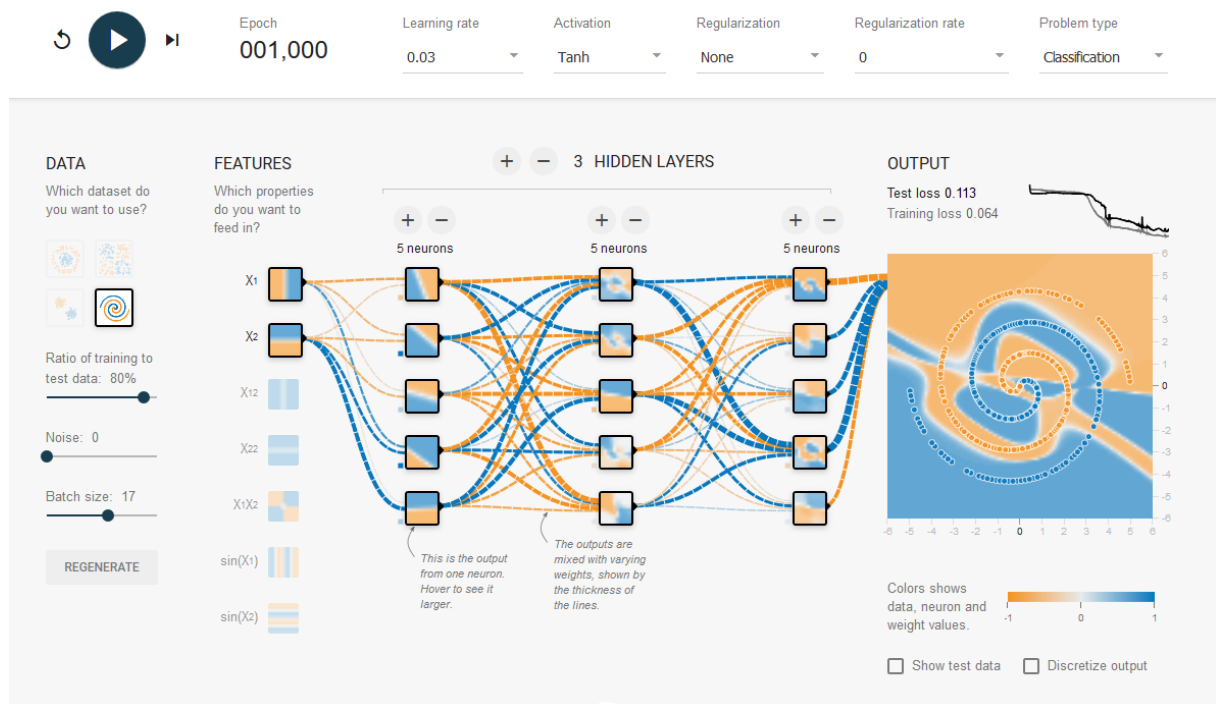 Epoch
001,000
Learning rate
0.03
Activation
Tanh
Regularization
None
Regularization rate
0
Problem type
Classification
DATA
Which dataset do
you want to use?
Ratio of training to
test data: 80%
Noise: 0
Batch size: 17
REGENERATE
FEATURES
Which properties
do you want to
feed in?
X1
X2
X12
X22
X1X2
sin(X1)
sin(X2)
+ − 3 HIDDEN LAYERS
+ −
5 neurons
+ −
5 neurons
+ −
5 neurons
This is the output
from one neuron.
Hover to see it
larger.
The outputs are
mixed with varying
weights, shown by
the thickness of
the lines.
OUTPUT
Test loss 0.113
Training loss 0.064
6
5
4
3
2
1
0
-1
-2
-3
-4
-5
-6
-6 -5 -4 -3 -2 -1 0 1 2 3 4 5 6
Colors shows
data, neuron and
weight values.
-1 0 1
Show test data
Discretize output